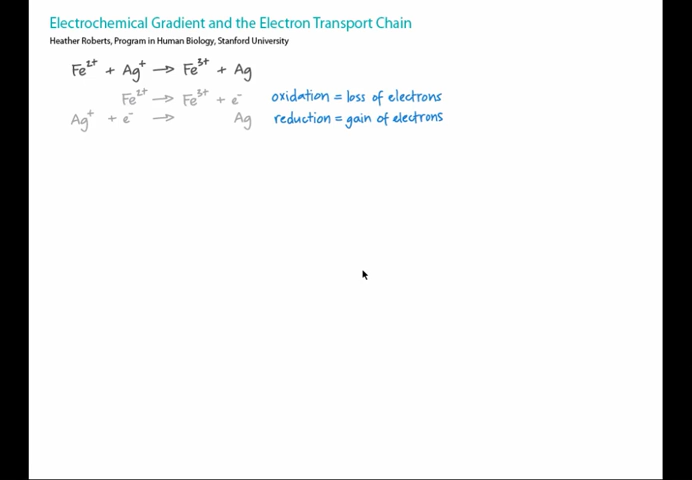 Electrochemical Gradient and the Electron Transport Chain
Heather Roberts, Program in Human Biology, Stanford University
Fe²⁺ + Ag⁺ → Fe³⁺ + Ag
Fe²⁺ → Fe³⁺ + e⁻ oxidation = loss of electrons
Ag⁺ + e⁻ → Ag reduction = gain of electrons